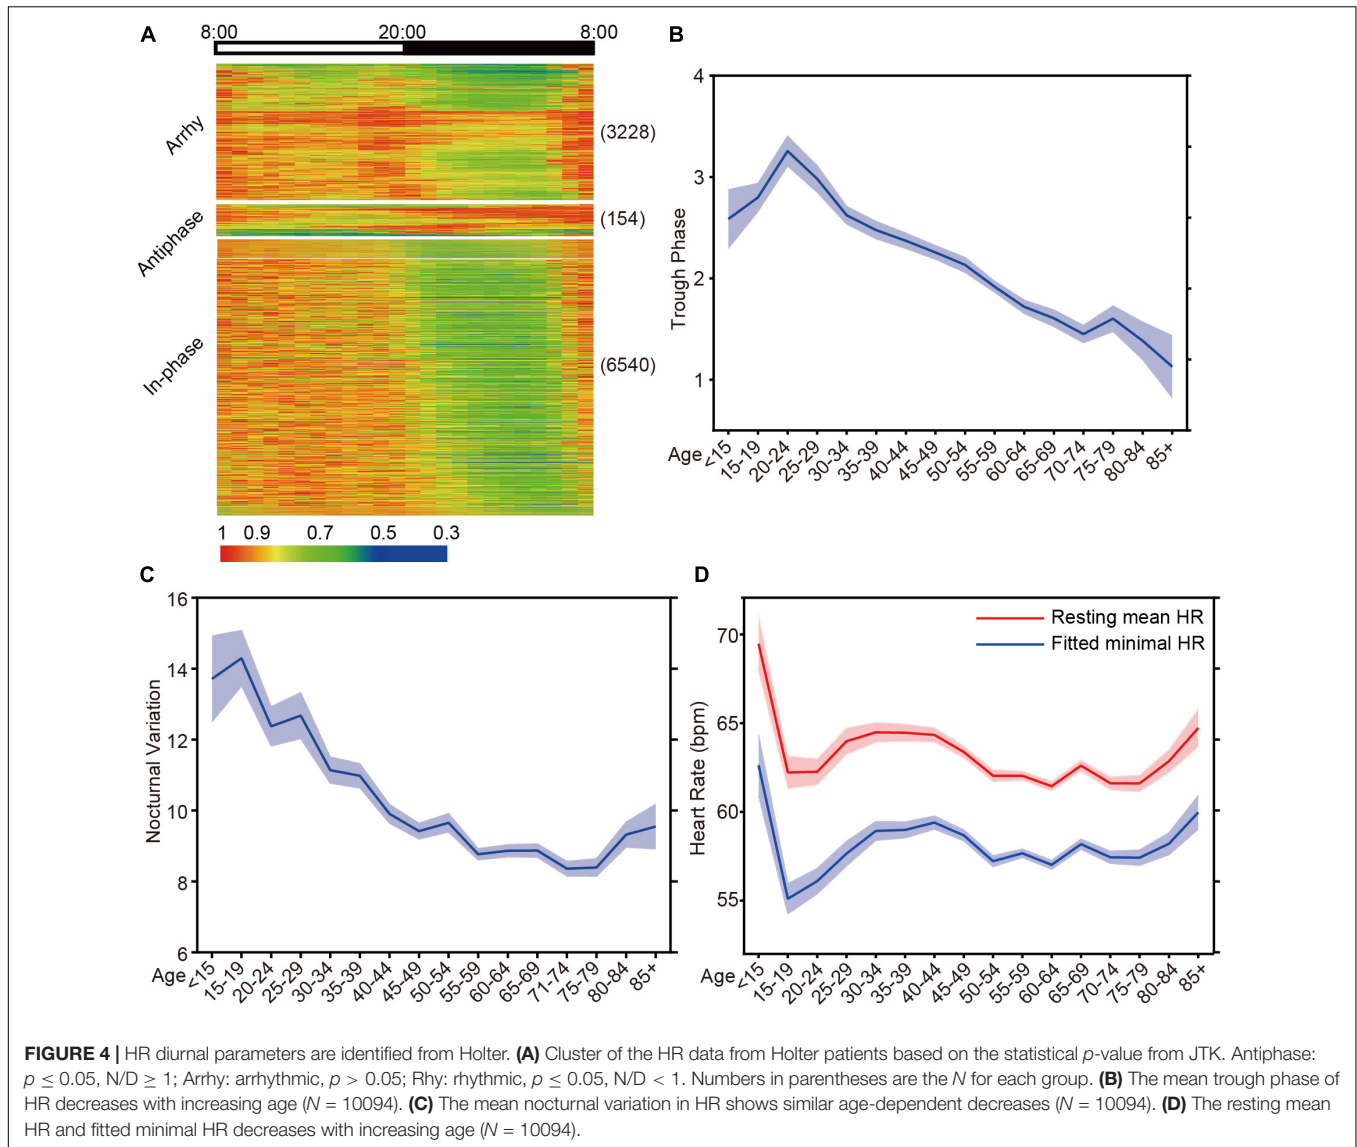 A
8:00 20:00 8:00
Arrhy
(3228)
Antiphase
(154)
In-phase
(6540)
1 0.9 0.7 0.5 0.3
B
4
3
2
1
Trough Phase
Age <15 15-19 20-24 25-29 30-34 35-39 40-44 45-49 50-54 55-59 60-64 65-69 70-74 75-79 80-84 85+
C
16
14
12
10
8
6
Nocturnal Variation
Age <15 15-19 20-24 25-29 30-34 35-39 40-44 45-49 50-54 55-59 60-64 65-69 71-74 75-79 80-84 85+
D
Resting mean HR
Fitted minimal HR
70
65
60
55
Heart Rate (bpm)
Age <15 15-19 20-24 25-29 30-34 35-39 40-44 45-49 50-54 55-59 60-64 65-69 70-74 75-79 80-84 85+
FIGURE 4 | HR diurnal parameters are identified from Holter. (A) Cluster of the HR data from Holter patients based on the statistical p-value from JTK. Antiphase:
p ≤ 0.05, N/D ≥ 1; Arrhy: arrhythmic, p > 0.05; Rhy: rhythmic, p ≤ 0.05, N/D < 1. Numbers in parentheses are the N for each group. (B) The mean trough phase of
HR decreases with increasing age (N = 10094). (C) The mean nocturnal variation in HR shows similar age-dependent decreases (N = 10094). (D) The resting mean
HR and fitted minimal HR decreases with increasing age (N = 10094).